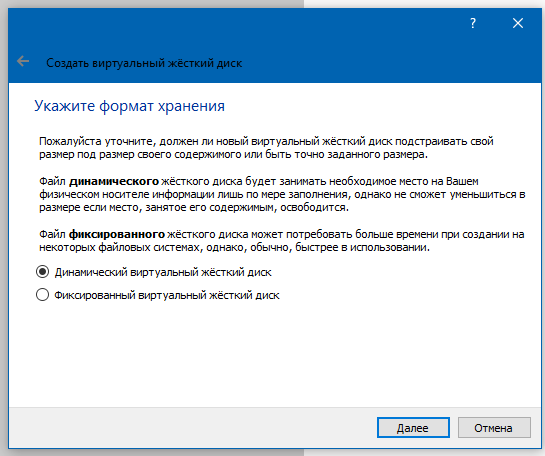 ?
Создать виртуальный жёсткий диск
Укажите формат хранения
Пожалуйста уточните, должен ли новый виртуальный жёсткий диск подстраивать свой
размер под размер своего содержимого или быть точно заданного размера.
Файл динамического жёсткого диска будет занимать необходимое место на Вашем
физическом носителе информации лишь по мере заполнения, однако не сможет уменьшиться в
размере если место, занятое его содержимым, освободится.
Файл фиксированного жёсткого диска может потребовать больше времени при создании на
некоторых файловых системах, однако, обычно, быстрее в использовании.
Динамический виртуальный жёсткий диск
Фиксированный виртуальный жёсткий диск
Далее Отмена